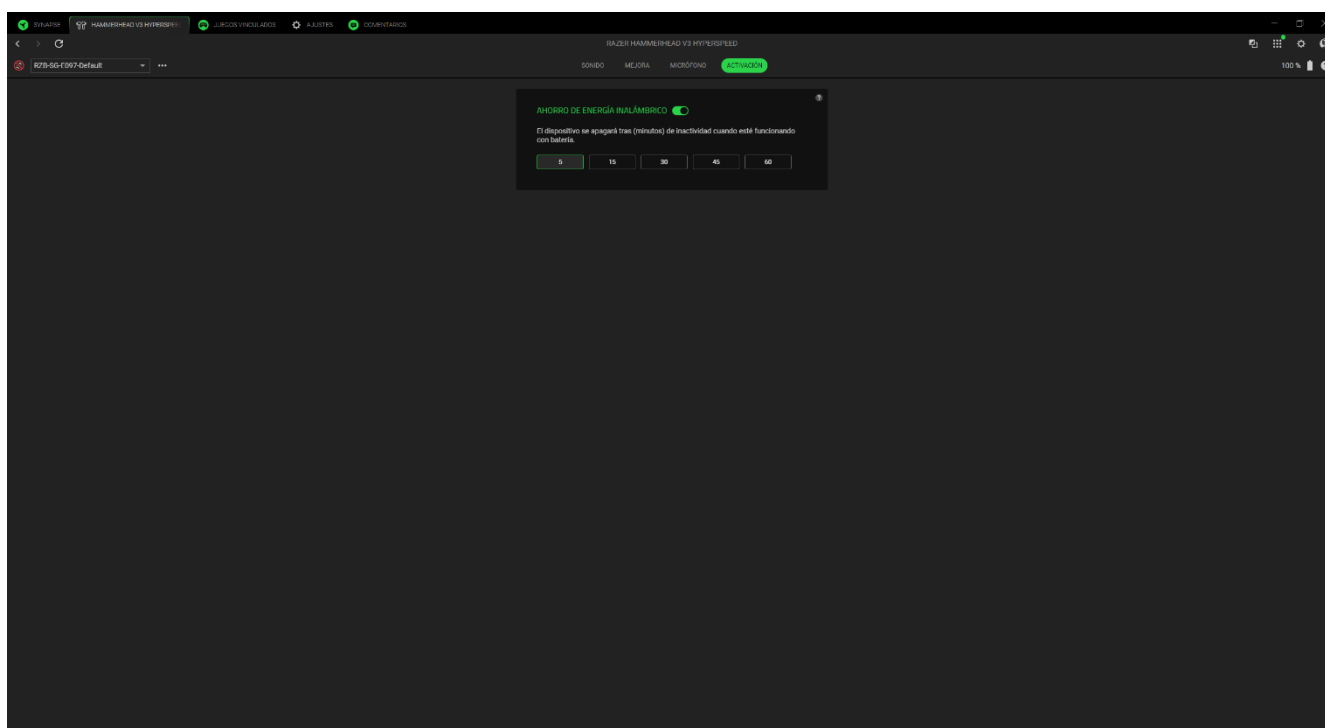 SYNAPSE HAMMERHEAD V3 HYPERSPEED JUEGOS VINCULADOS AJUSTES COMENTARIOS
RAZER HAMMERHEAD V3 HYPERSPEED
RZB-SG-E097-Default SONIDO MEJORA MICRÓFONO ACTIVACIÓN 100 %
AHORRO DE ENERGÍA INALÁMBRICO
El dispositivo se apagará tras (minutos) de inactividad cuando esté funcionando
con batería.
5 15 30 45 60